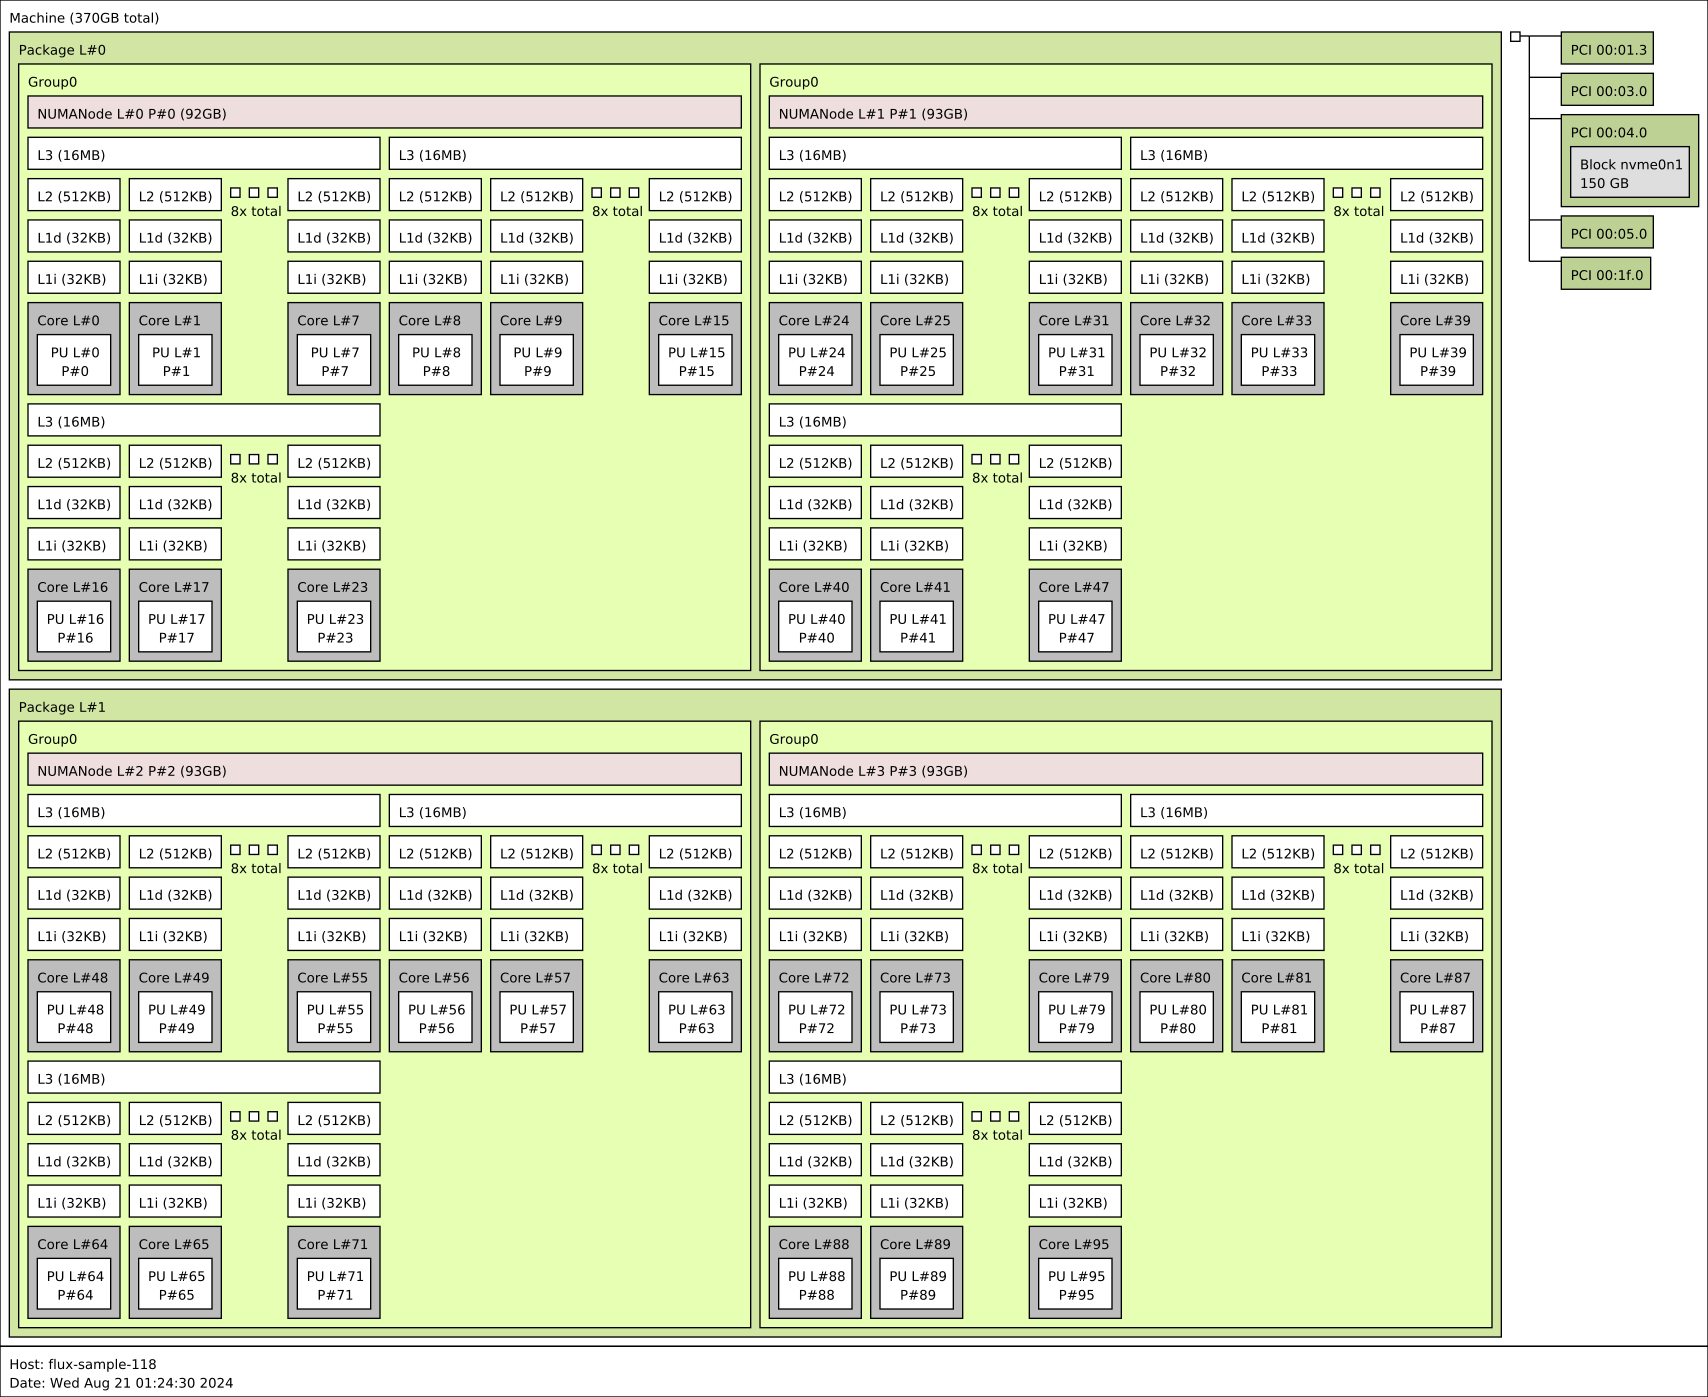 Machine (370GB total)
Package L#0
Group0
NUMANode L#0 P#0 (92GB)
L3 (16MB) L3 (16MB)
L2 (512KB) L2 (512KB) 8x total L2 (512KB) L2 (512KB) L2 (512KB) 8x total L2 (512KB)
L1d (32KB) L1d (32KB) L1d (32KB) L1d (32KB) L1d (32KB) L1d (32KB)
L1i (32KB) L1i (32KB) L1i (32KB) L1i (32KB) L1i (32KB) L1i (32KB)
Core L#0 Core L#1 Core L#7 Core L#8 Core L#9 Core L#15
PU L#0 PU L#1 PU L#7 PU L#8 PU L#9 PU L#15
P#0 P#1 P#7 P#8 P#9 P#15
L3 (16MB)
L2 (512KB) L2 (512KB) 8x total L2 (512KB)
L1d (32KB) L1d (32KB) L1d (32KB)
L1i (32KB) L1i (32KB) L1i (32KB)
Core L#16 Core L#17 Core L#23
PU L#16 PU L#17 PU L#23
P#16 P#17 P#23
Group0
NUMANode L#1 P#1 (93GB)
L3 (16MB) L3 (16MB)
L2 (512KB) L2 (512KB) 8x total L2 (512KB) L2 (512KB) L2 (512KB) 8x total L2 (512KB)
L1d (32KB) L1d (32KB) L1d (32KB) L1d (32KB) L1d (32KB) L1d (32KB)
L1i (32KB) L1i (32KB) L1i (32KB) L1i (32KB) L1i (32KB) L1i (32KB)
Core L#24 Core L#25 Core L#31 Core L#32 Core L#33 Core L#39
PU L#24 PU L#25 PU L#31 PU L#32 PU L#33 PU L#39
P#24 P#25 P#31 P#32 P#33 P#39
L3 (16MB)
L2 (512KB) L2 (512KB) 8x total L2 (512KB)
L1d (32KB) L1d (32KB) L1d (32KB)
L1i (32KB) L1i (32KB) L1i (32KB)
Core L#40 Core L#41 Core L#47
PU L#40 PU L#41 PU L#47
P#40 P#41 P#47
Package L#1
Group0
NUMANode L#2 P#2 (93GB)
L3 (16MB) L3 (16MB)
L2 (512KB) L2 (512KB) 8x total L2 (512KB) L2 (512KB) L2 (512KB) 8x total L2 (512KB)
L1d (32KB) L1d (32KB) L1d (32KB) L1d (32KB) L1d (32KB) L1d (32KB)
L1i (32KB) L1i (32KB) L1i (32KB) L1i (32KB) L1i (32KB) L1i (32KB)
Core L#48 Core L#49 Core L#55 Core L#56 Core L#57 Core L#63
PU L#48 PU L#49 PU L#55 PU L#56 PU L#57 PU L#63
P#48 P#49 P#55 P#56 P#57 P#63
L3 (16MB)
L2 (512KB) L2 (512KB) 8x total L2 (512KB)
L1d (32KB) L1d (32KB) L1d (32KB)
L1i (32KB) L1i (32KB) L1i (32KB)
Core L#64 Core L#65 Core L#71
PU L#64 PU L#65 PU L#71
P#64 P#65 P#71
Group0
NUMANode L#3 P#3 (93GB)
L3 (16MB) L3 (16MB)
L2 (512KB) L2 (512KB) 8x total L2 (512KB) L2 (512KB) L2 (512KB) 8x total L2 (512KB)
L1d (32KB) L1d (32KB) L1d (32KB) L1d (32KB) L1d (32KB) L1d (32KB)
L1i (32KB) L1i (32KB) L1i (32KB) L1i (32KB) L1i (32KB) L1i (32KB)
Core L#72 Core L#73 Core L#79 Core L#80 Core L#81 Core L#87
PU L#72 PU L#73 PU L#79 PU L#80 PU L#81 PU L#87
P#72 P#73 P#79 P#80 P#81 P#87
L3 (16MB)
L2 (512KB) L2 (512KB) 8x total L2 (512KB)
L1d (32KB) L1d (32KB) L1d (32KB)
L1i (32KB) L1i (32KB) L1i (32KB)
Core L#88 Core L#89 Core L#95
PU L#88 PU L#89 PU L#95
P#88 P#89 P#95
PCI 00:01.3
PCI 00:03.0
PCI 00:04.0
Block nvme0n1
150 GB
PCI 00:05.0
PCI 00:1f.0
Host: flux-sample-118
Date: Wed Aug 21 01:24:30 2024